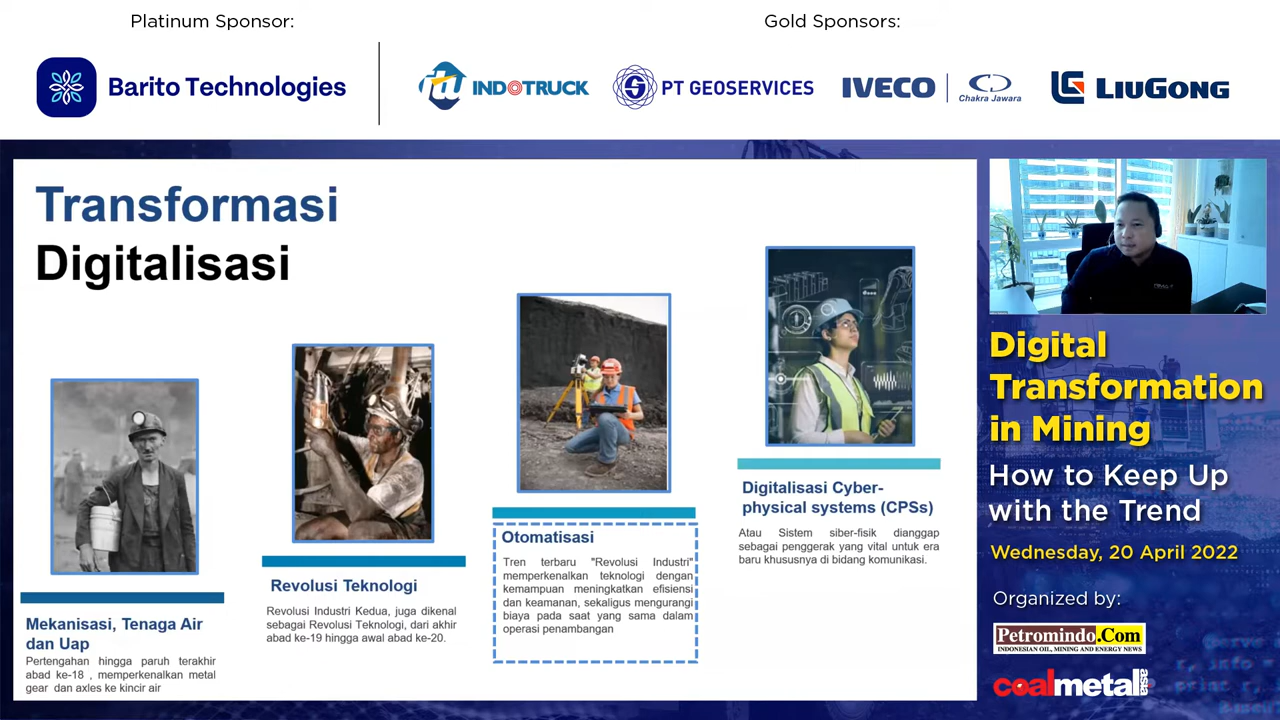 Platinum Sponsor:
Gold Sponsors:
Barito Technologies
INDOTRUCK
PT GEOSERVICES
IVECO
Chakra Jawara
LIUGONG
Transformasi
Digitalisasi
Mekanisasi, Tenaga Air
dan Uap
Pertengahan hingga paruh terakhir
abad ke-18 , memperkenalkan metal
gear dan axles ke kincir air
Revolusi Teknologi
Revolusi Industri Kedua, juga dikenal
sebagai Revolusi Teknologi, dari akhir
abad ke-19 hingga awal abad ke-20.
Otomatisasi
Tren terbaru "Revolusi Industri"
memperkenalkan teknologi dengan
kemampuan meningkatkan efisiensi
dan keamanan, sekaligus mengurangi
biaya pada saat yang sama dalam
operasi penambangan
Digitalisasi Cyber-
physical systems (CPSs)
Atau Sistem siber-fisik dianggap
sebagai penggerak yang vital untuk era
baru khususnya di bidang komunikasi.
Digital
Transformation
in Mining
How to Keep Up
with the Trend
Wednesday, 20 April 2022
Organized by:
Petromindo.Com
INDONESIAN OIL, MINING AND ENERGY NEWS
coalmetal asia